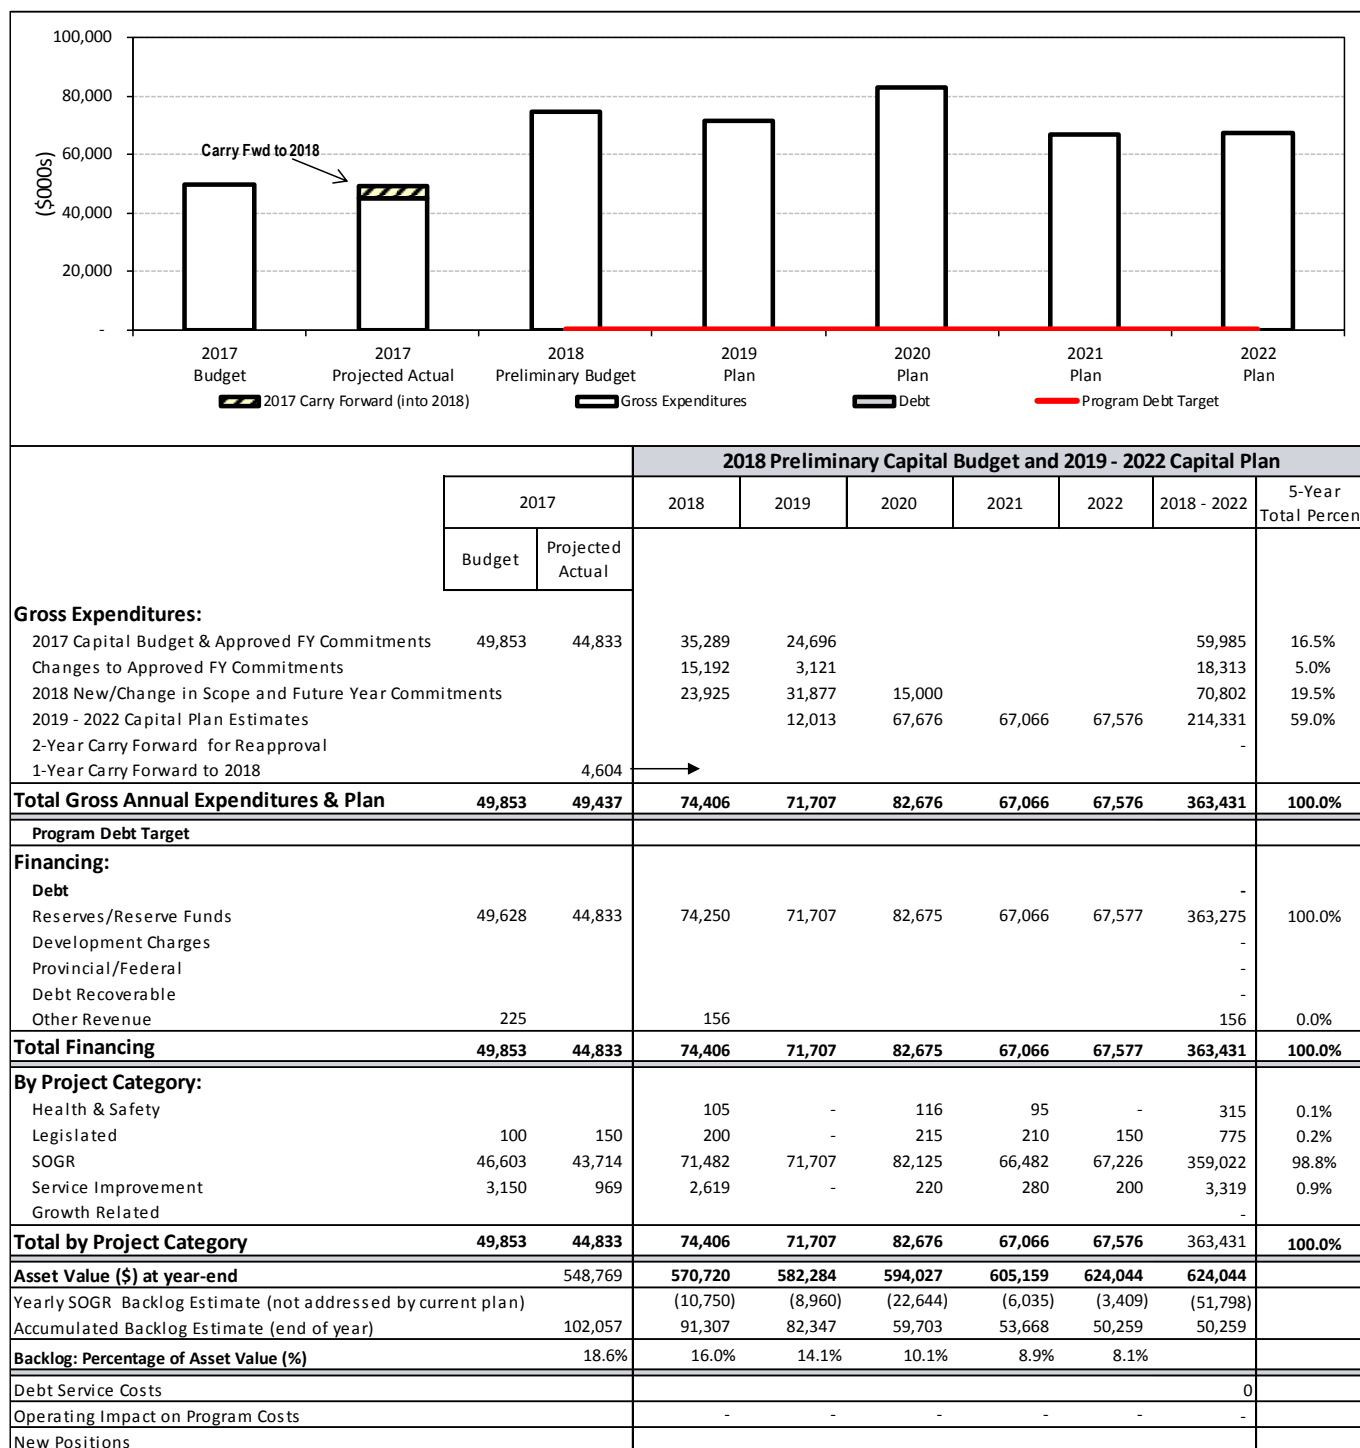 100,000
80,000
60,000
40,000
20,000
-
($000s)
Carry Fwd to 2018
2017 2017 2018 2019 2020 2021 2022
Budget Projected Actual Preliminary Budget Plan Plan Plan Plan
2017 Carry Forward (into 2018) Gross Expenditures Debt Program Debt Target
2018 Preliminary Capital Budget and 2019 - 2022 Capital Plan
2017 2018 2019 2020 2021 2022 2018 - 2022 5-Year
Total Percen
Budget Projected
Actual
Gross Expenditures:
2017 Capital Budget & Approved FY Commitments 49,853 44,833 35,289 24,696 59,985 16.5%
Changes to Approved FY Commitments 15,192 3,121 18,313 5.0%
2018 New/Change in Scope and Future Year Commitments 23,925 31,877 15,000 70,802 19.5%
2019 - 2022 Capital Plan Estimates 12,013 67,676 67,066 67,576 214,331 59.0%
2-Year Carry Forward for Reapproval -
1-Year Carry Forward to 2018 4,604
Total Gross Annual Expenditures & Plan 49,853 49,437 74,406 71,707 82,676 67,066 67,576 363,431 100.0%
Program Debt Target
Financing:
Debt -
Reserves/Reserve Funds 49,628 44,833 74,250 71,707 82,675 67,066 67,577 363,275 100.0%
Development Charges -
Provincial/Federal -
Debt Recoverable -
Other Revenue 225 156 156 0.0%
Total Financing 49,853 44,833 74,406 71,707 82,675 67,066 67,577 363,431 100.0%
By Project Category:
Health & Safety 105 - 116 95 - 315 0.1%
Legislated 100 150 200 - 215 210 150 775 0.2%
SOGR 46,603 43,714 71,482 71,707 82,125 66,482 67,226 359,022 98.8%
Service Improvement 3,150 969 2,619 - 220 280 200 3,319 0.9%
Growth Related -
Total by Project Category 49,853 44,833 74,406 71,707 82,676 67,066 67,576 363,431 100.0%
Asset Value ($) at year-end 548,769 570,720 582,284 594,027 605,159 624,044 624,044
Yearly SOGR Backlog Estimate (not addressed by current plan) (10,750) (8,960) (22,644) (6,035) (3,409) (51,798)
Accumulated Backlog Estimate (end of year) 102,057 91,307 82,347 59,703 53,668 50,259 50,259
Backlog: Percentage of Asset Value (%) 18.6% 16.0% 14.1% 10.1% 8.9% 8.1%
Debt Service Costs 0
Operating Impact on Program Costs - - - - - -
New Positions